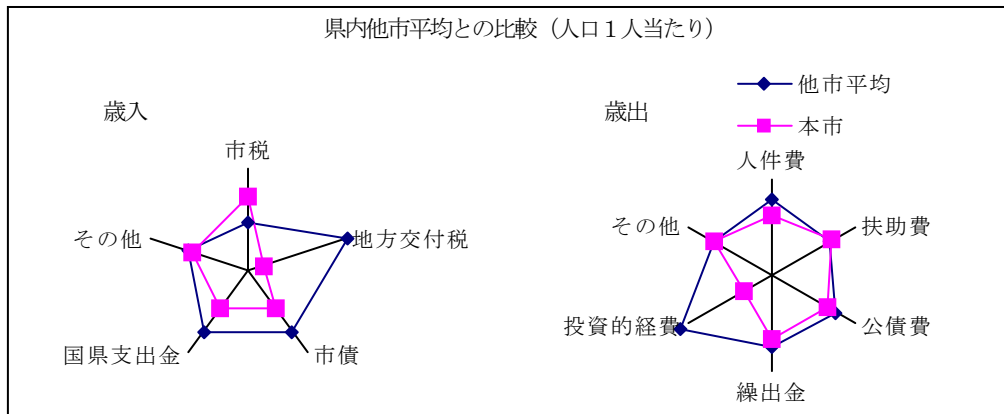 県内他市平均との比較（人口１人当たり）
歳入
歳出
他市平均
本市
市税
地方交付税
市債
国県支出金
その他
人件費
扶助費
公債費
繰出金
投資的経費
その他